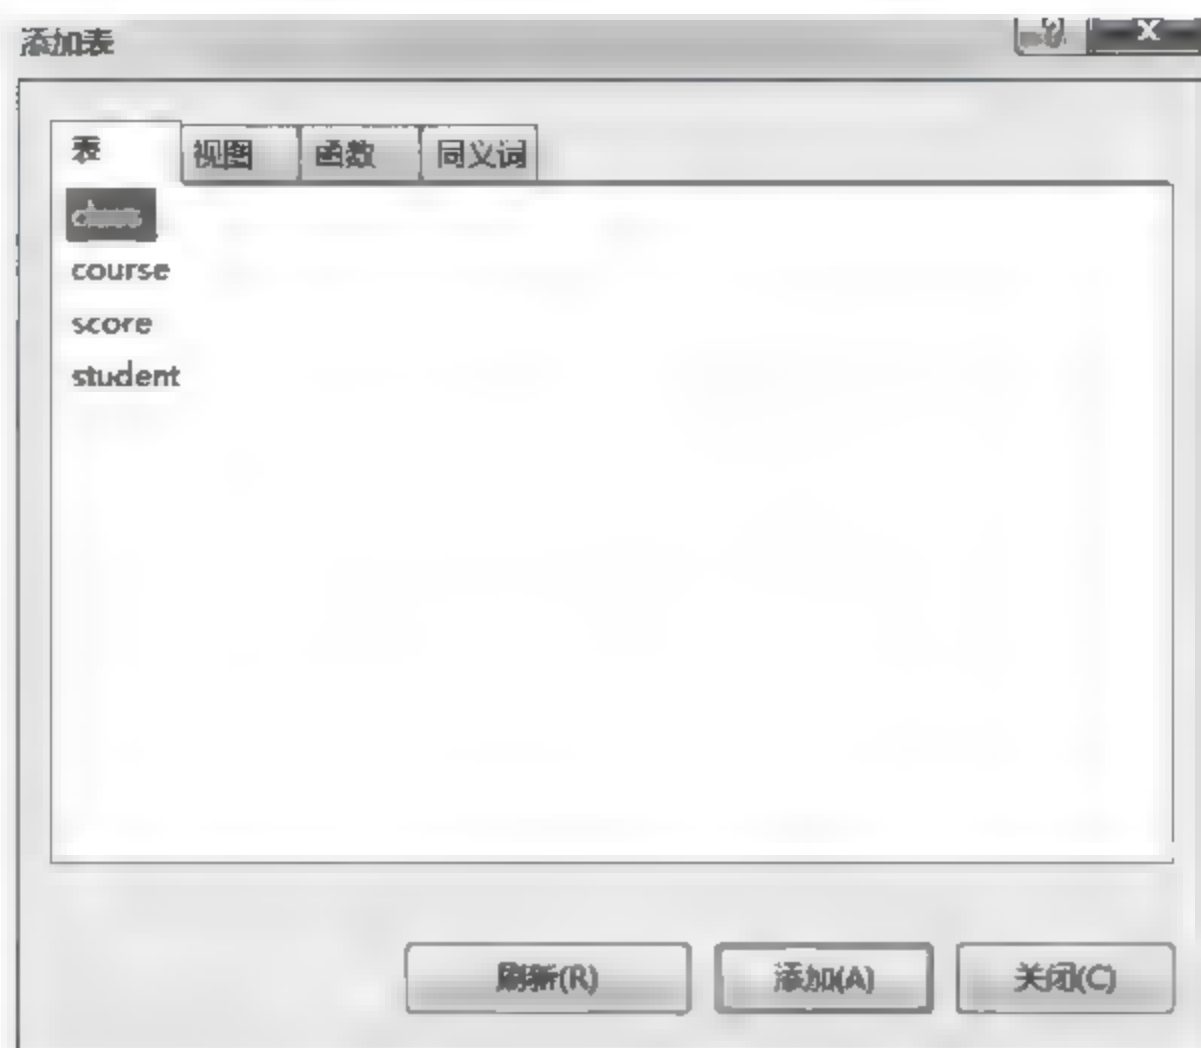 添加表
?
x
表 视图 函数 同义词
class
course
score
student
刷新(R) 添加(A) 关闭(C)